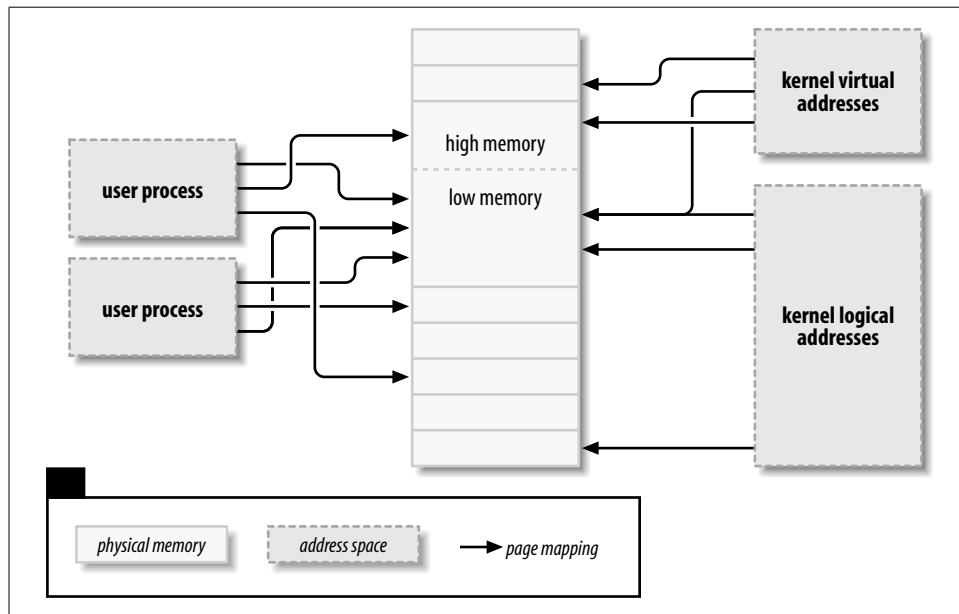 kernel virtual
addresses
high memory
user process
low memory
user process
kernel logical
addresses
physical memory
address space
page mapping